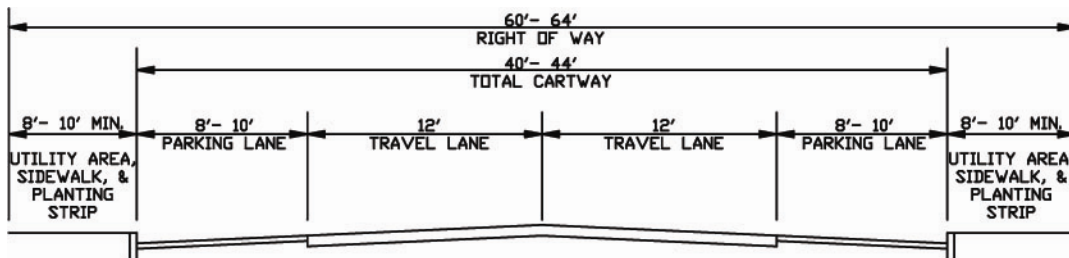 60'- 64'
RIGHT OF WAY
40'- 44'
TOTAL CARTWAY
8'- 10' MIN.
8'- 10'
12'
12'
8'- 10'
8'- 10' MIN.
PARKING LANE
TRAVEL LANE
TRAVEL LANE
PARKING LANE
UTILITY AREA,
SIDEWALK, &
PLANTING
STRIP
UTILITY AREA,
SIDEWALK, &
PLANTING
STRIP